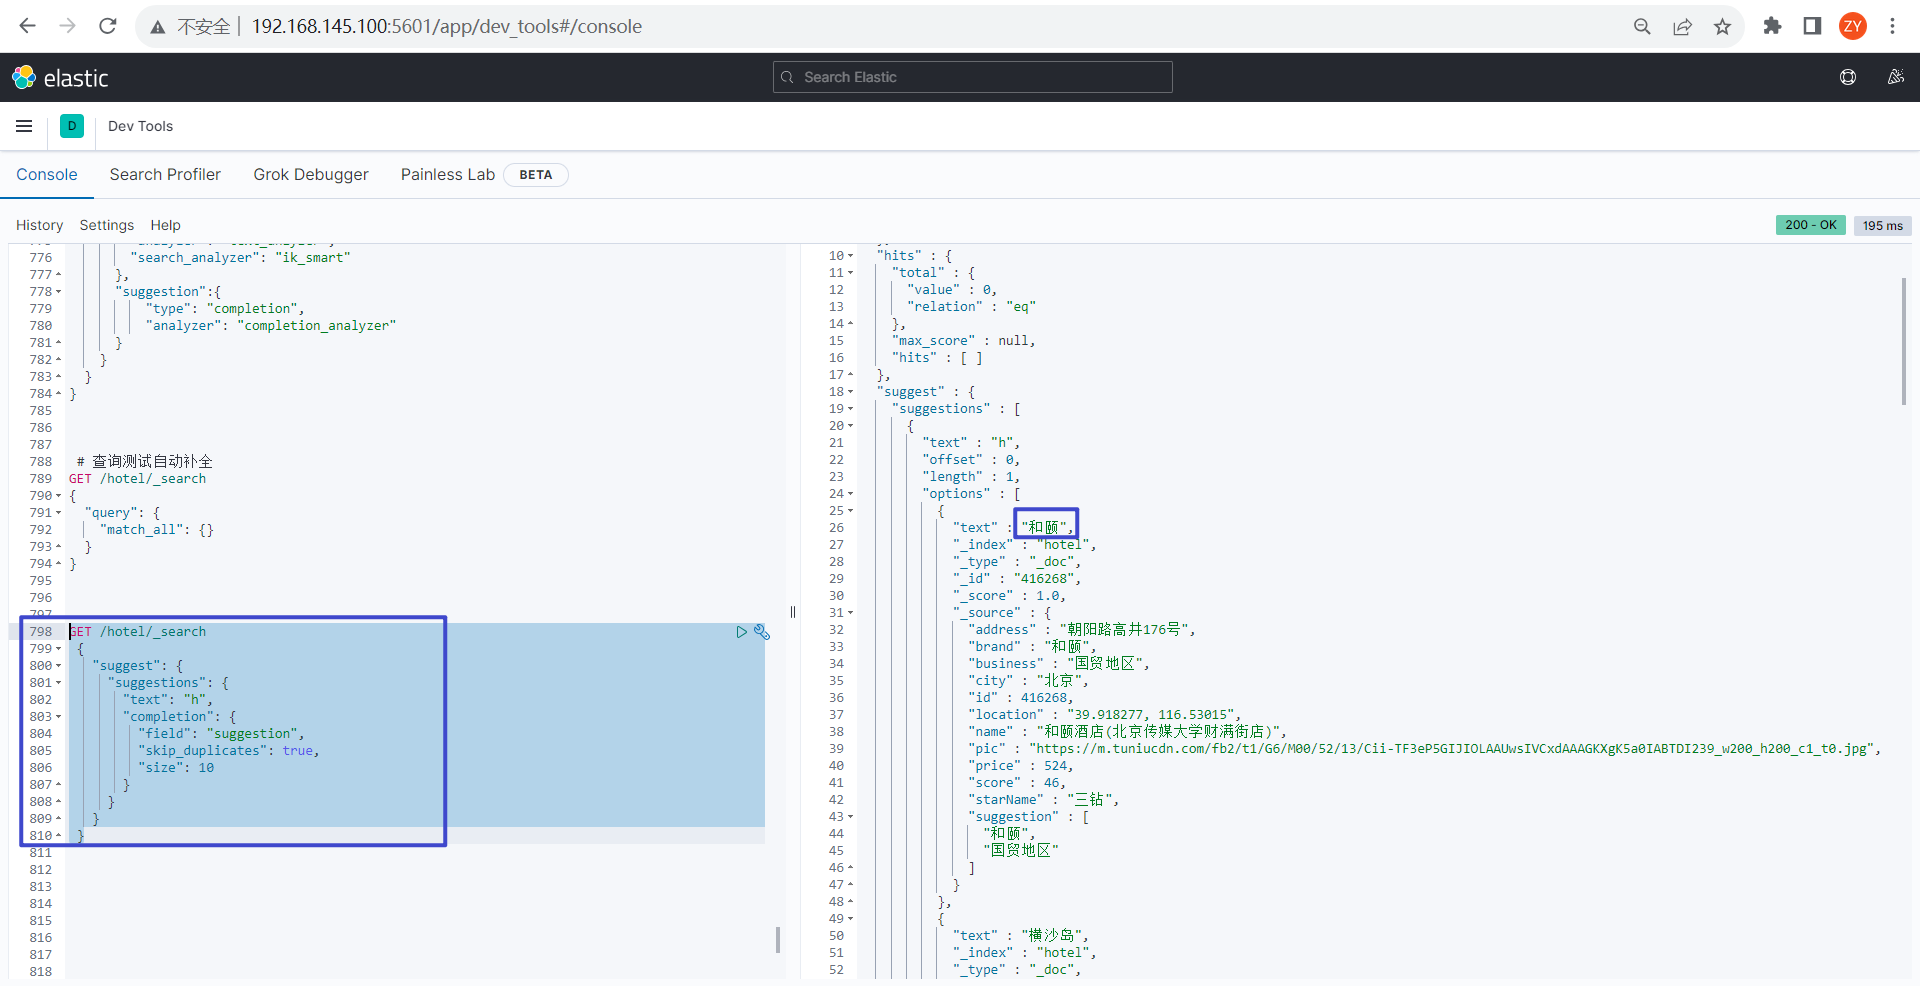 不安全 192.168.145.100:5601/app/dev_tools#/console
ZY
elastic
Search Elastic
D
Dev Tools
Console
Search Profiler
Grok Debugger
Painless Lab
BETA
History
Settings
Help
200 - OK
195 ms
776 "search_analyzer": "ik_smart"
777 },
778 "suggestion":{
779 "type": "completion",
780 "analyzer": "completion_analyzer"
781 }
782 }
783 }
784 }
785
786
787
788 # 查询测试自动补全
789 GET /hotel/_search
790 {
791 "query": {
792 "match_all": {}
793 }
794 }
795
796
797
798 GET /hotel/_search
799 {
800 "suggest": {
801 "suggestions": {
802 "text": "h",
803 "completion": {
804 "field": "suggestion",
805 "skip_duplicates": true,
806 "size": 10
807 }
808 }
809 }
810 }
811
812
813
814
815
816
817
818
10 "hits" : {
11 "total" : {
12 "value" : 0,
13 "relation" : "eq"
14 },
15 "max_score" : null,
16 "hits" : [ ]
17 },
18 "suggest" : {
19 "suggestions" : [
20 {
21 "text" : "h",
22 "offset" : 0,
23 "length" : 1,
24 "options" : [
25 {
26 "text" : "和颐",
27 "_index" : "hotel",
28 "_type" : "_doc",
29 "_id" : "416268",
30 "_score" : 1.0,
31 "_source" : {
32 "address" : "朝阳路高井176号",
33 "brand" : "和颐",
34 "business" : "国贸地区",
35 "city" : "北京",
36 "id" : 416268,
37 "location" : "39.918277, 116.53015",
38 "name" : "和颐酒店(北京传媒大学财满街店)",
39 "pic" : "https://m.tuniucdn.com/fb2/t1/G6/M00/52/13/Cii-TF3eP5GIJIOLAAUwsIVCxdAAAGKXgK5a0IABTDI239_w200_h200_c1_t0.jpg",
40 "price" : 524,
41 "score" : 46,
42 "starName" : "三钻",
43 "suggestion" : [
44 "和颐",
45 "国贸地区"
46 ]
47 }
48 },
49 {
50 "text" : "横沙岛",
51 "_index" : "hotel",
52 "_type" : "_doc",